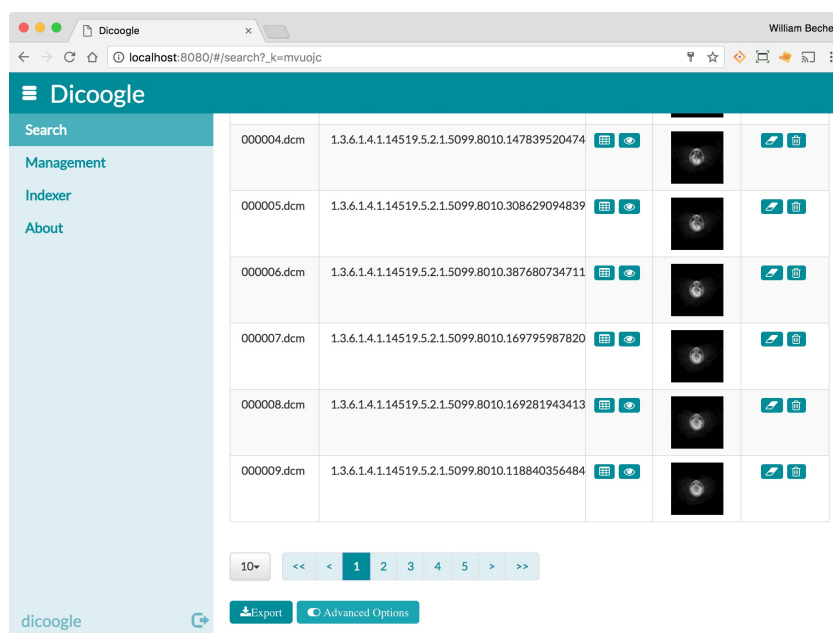 Dicoogle
William Beche
localhost:8080/#/search?_k=mvuojc
Dicoogle
Search
Management
Indexer
About
000004.dcm 1.3.6.1.4.1.14519.5.2.1.5099.8010.147839520474
000005.dcm 1.3.6.1.4.1.14519.5.2.1.5099.8010.308629094839
000006.dcm 1.3.6.1.4.1.14519.5.2.1.5099.8010.387680734711
000007.dcm 1.3.6.1.4.1.14519.5.2.1.5099.8010.169795987820
000008.dcm 1.3.6.1.4.1.14519.5.2.1.5099.8010.169281943413
000009.dcm 1.3.6.1.4.1.14519.5.2.1.5099.8010.118840356484
10 << < 1 2 3 4 5 > >>
Export Advanced Options
dicoogle